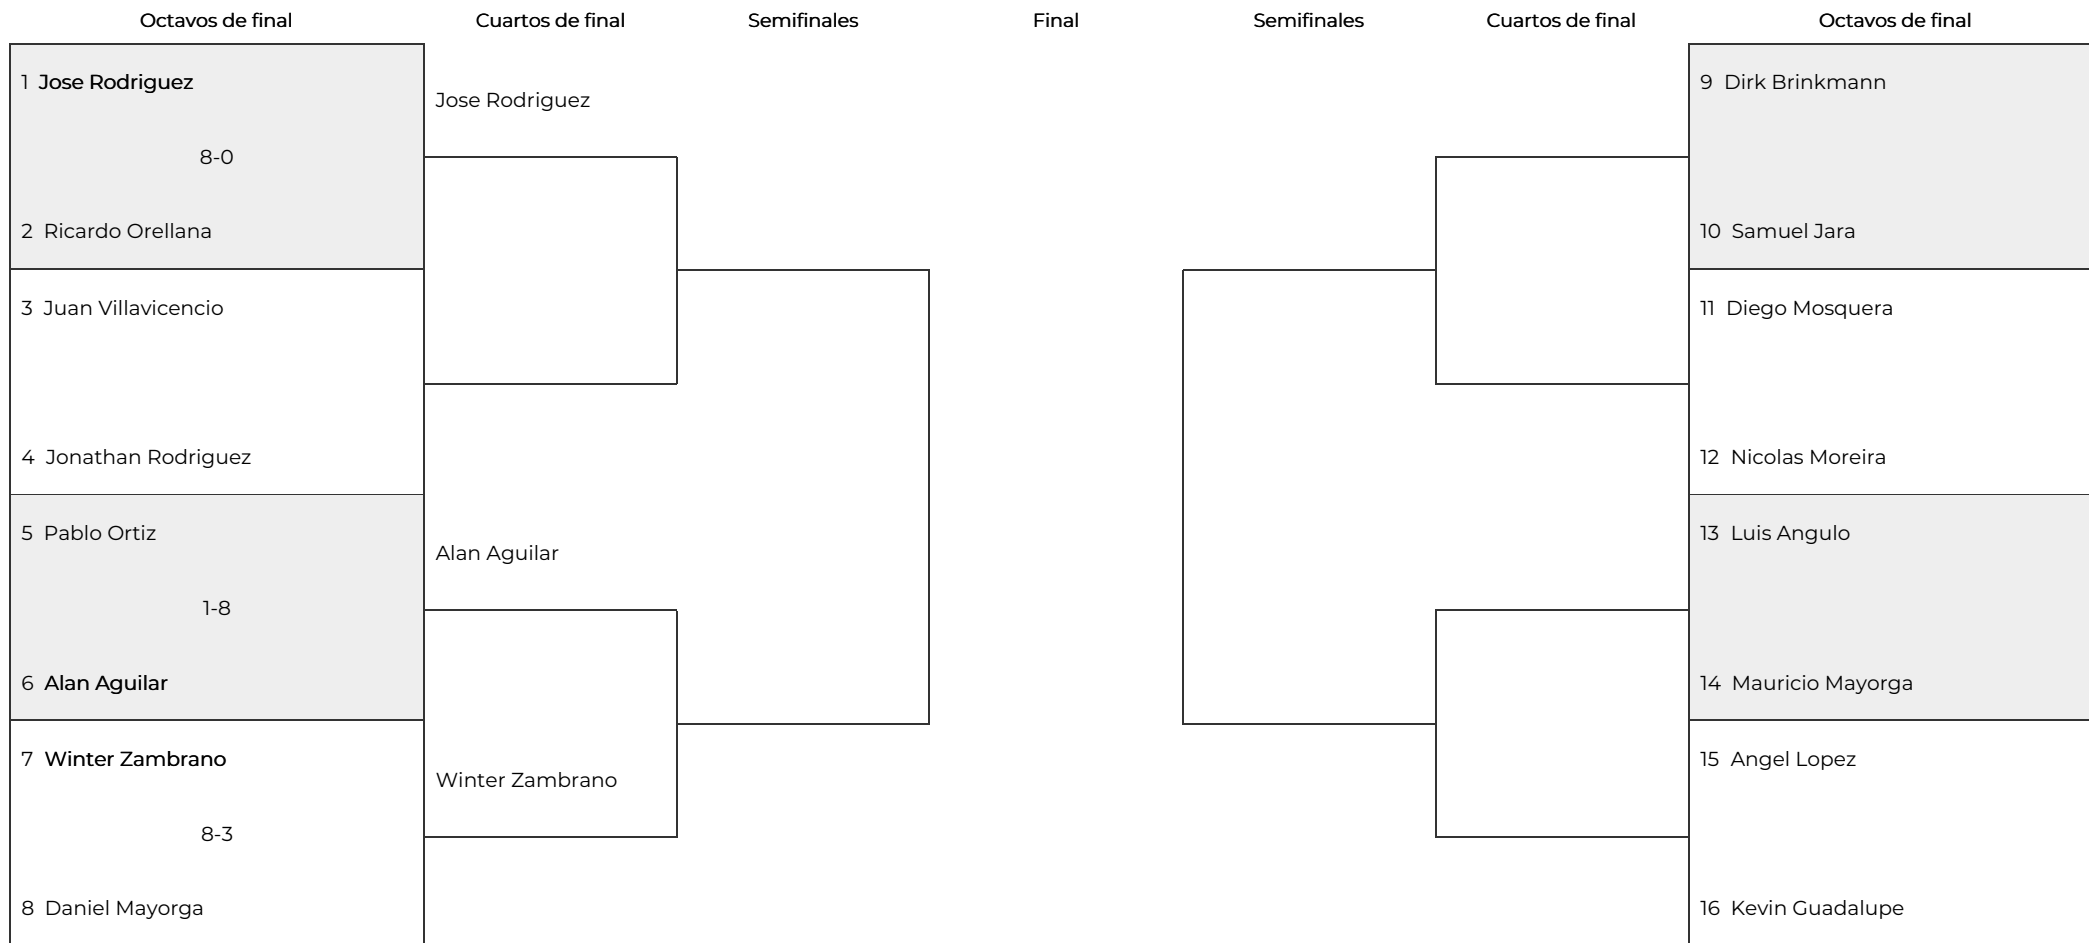 Octavos de final
Cuartos de final
Semifinales
Final
Semifinales
Cuartos de final
Octavos de final
1 Jose Rodriguez
8-0
2 Ricardo Orellana
3 Juan Villavicencio
4 Jonathan Rodriguez
5 Pablo Ortiz
1-8
6 Alan Aguilar
7 Winter Zambrano
8-3
8 Daniel Mayorga
Jose Rodriguez
Alan Aguilar
Winter Zambrano
9 Dirk Brinkmann
10 Samuel Jara
11 Diego Mosquera
12 Nicolas Moreira
13 Luis Angulo
14 Mauricio Mayorga
15 Angel Lopez
16 Kevin Guadalupe